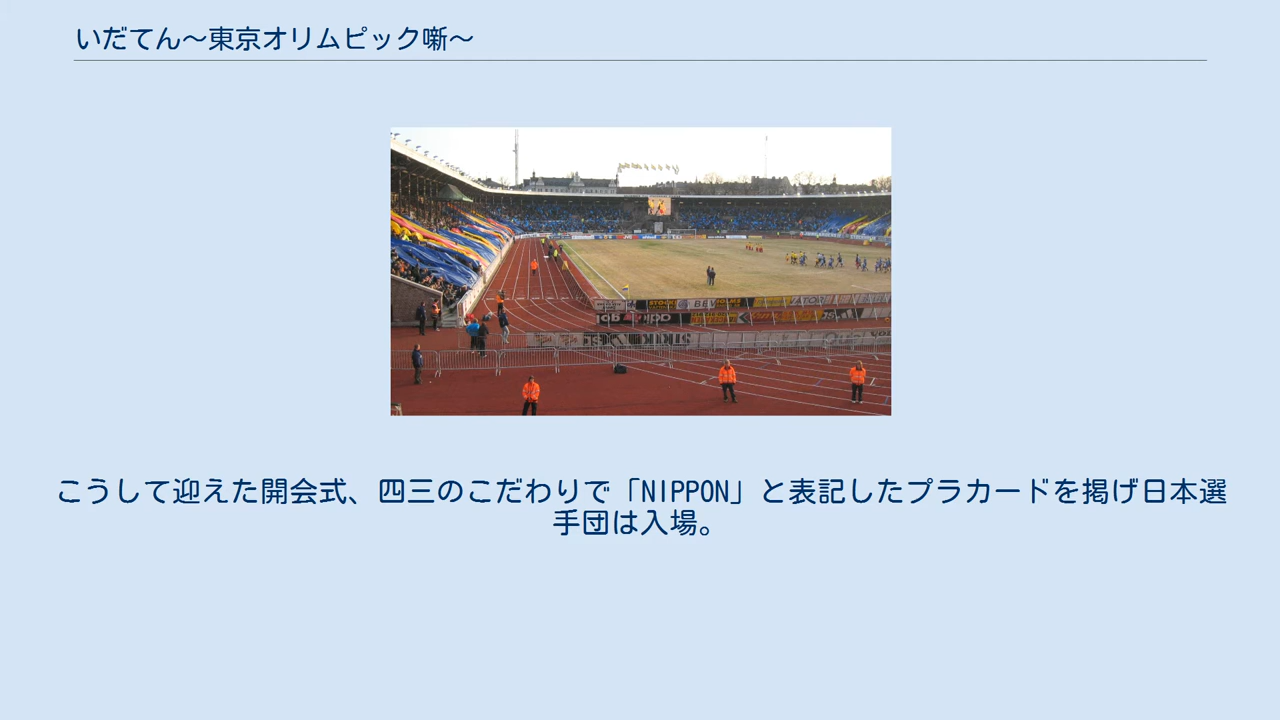 いだてん〜東京オリムピック噺〜
こうして迎えた開会式、四三のこだわりで「NIPPON」と表記したプラカードを掲げ日本選
手団は入場。